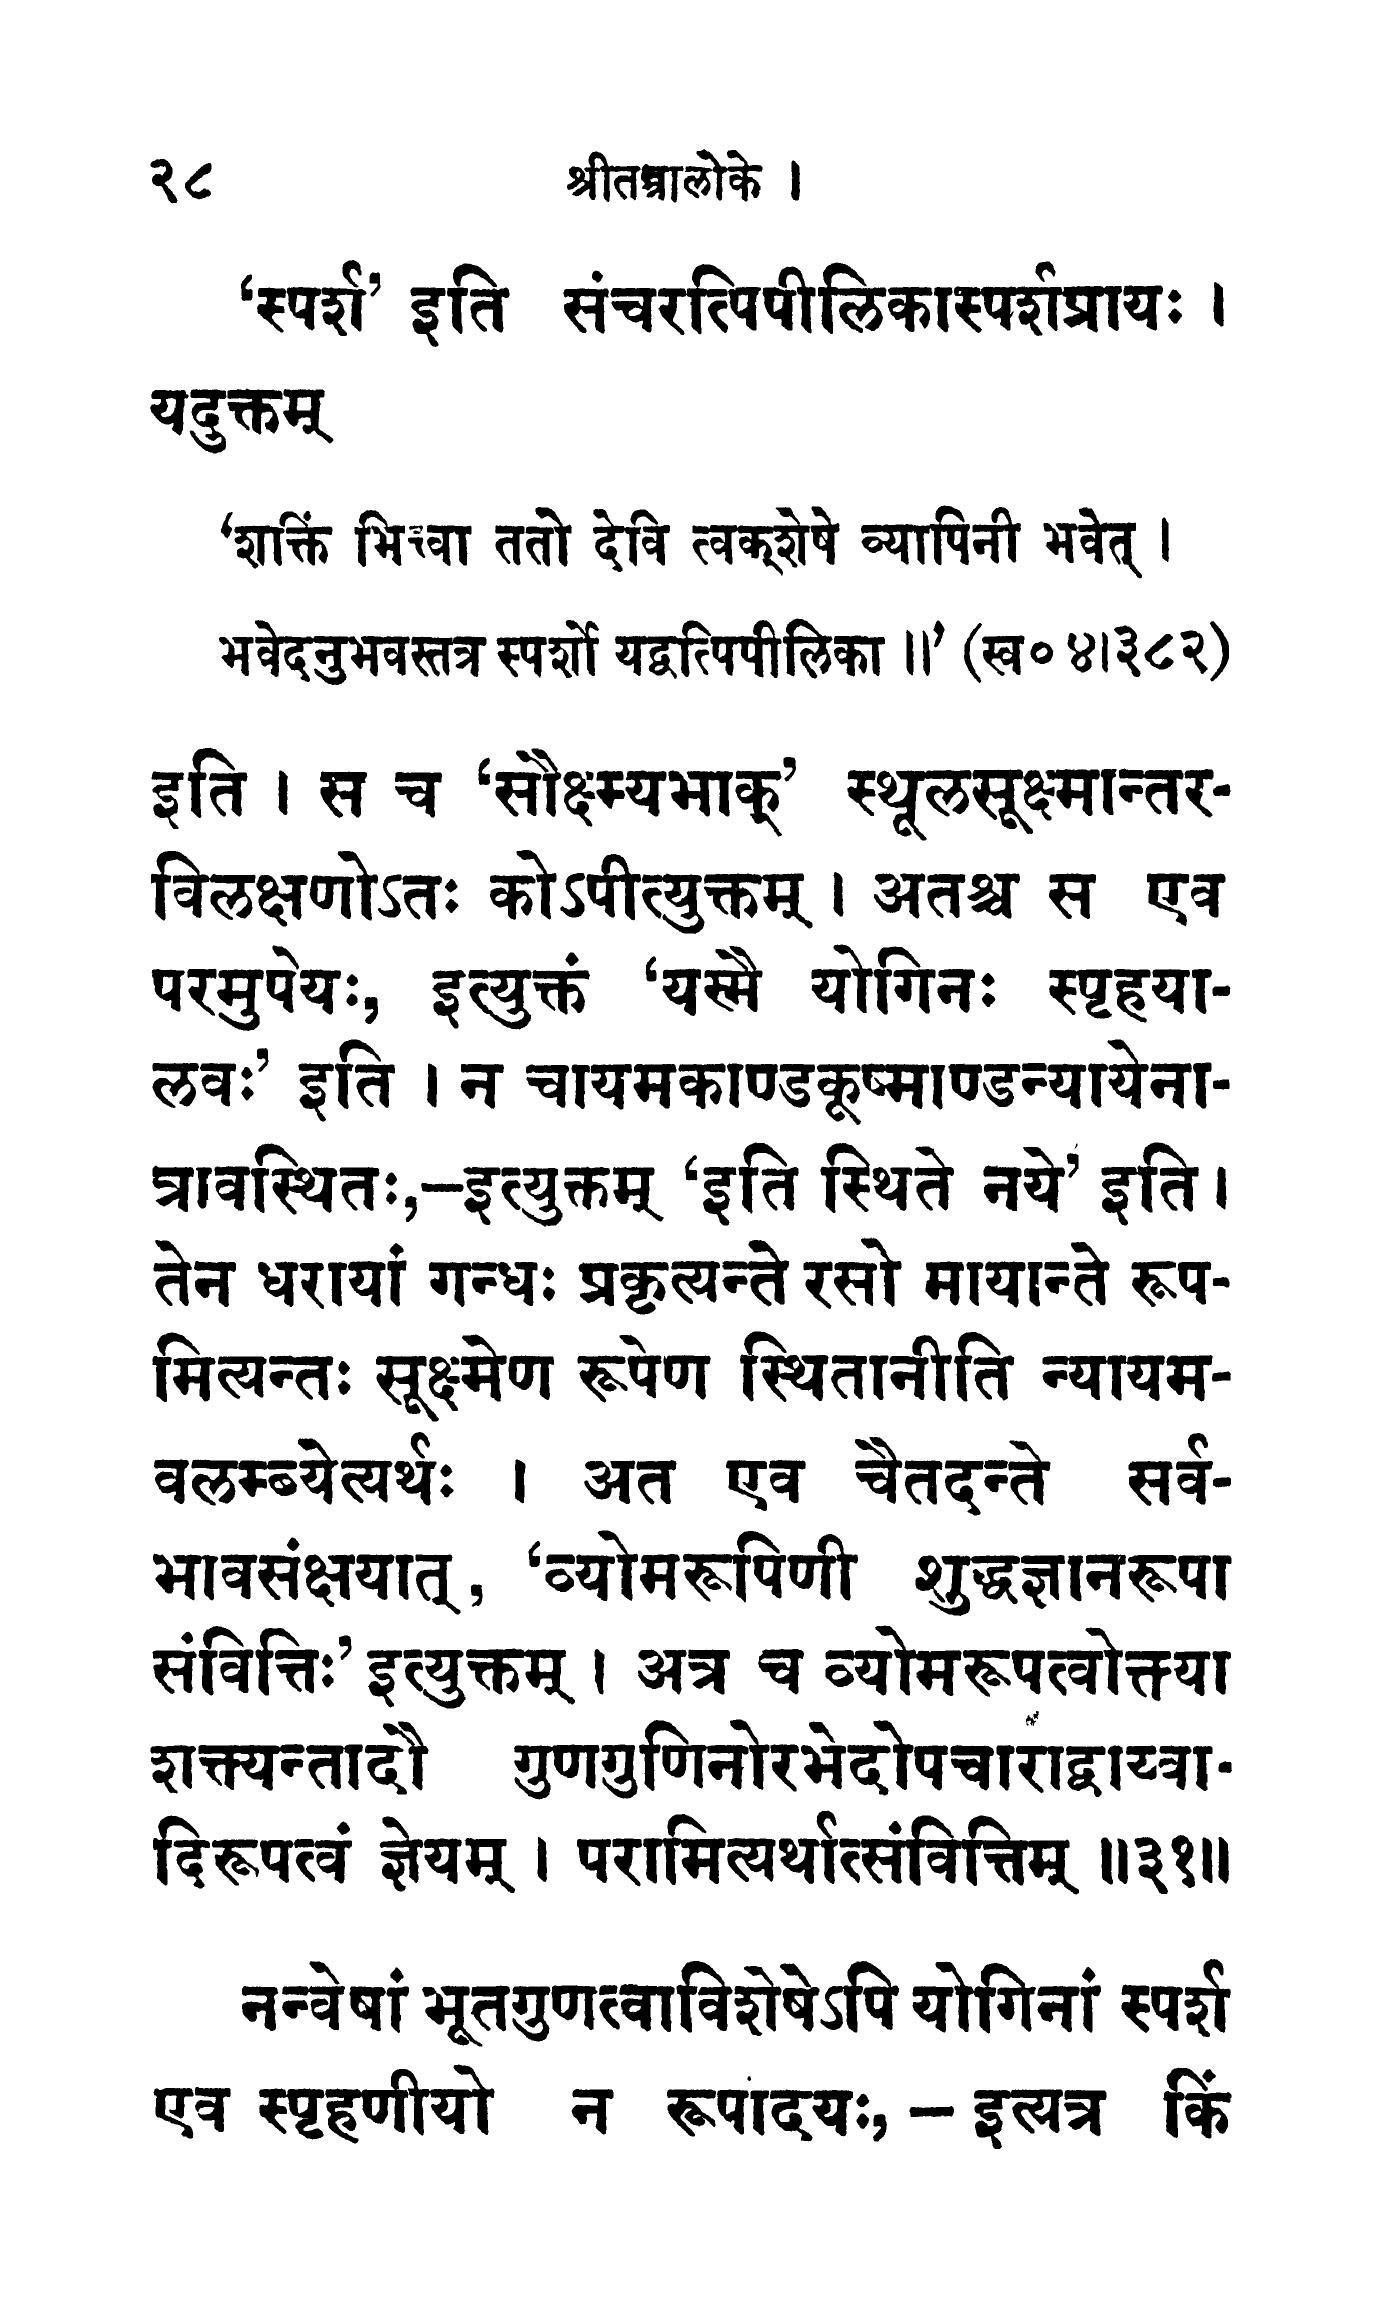 २८ श्रीतन्त्रालोके ।
‘स्पर्श’ इति संचरत्पिपीलिकास्पर्शप्रायः ।
यदुक्तम्
‘शक्तिं भित्त्वा ततो देवि त्वक्शेषे व्यापिनी भवेत् ।
भवेदनुभवस्तत्र स्पर्शो यद्वत्पिपीलिका ॥’ (स्व० ४।३८२)
इति । स च ‘सौक्ष्म्यभाक्’ स्थूलसूक्ष्मान्तर-
विलक्षणोऽतः कोऽपीत्युक्तम् । अतश्च स एव
परमुपेयः, इत्युक्तं ‘यस्मै योगिनः स्पृहया-
लवः’ इति । न चायमकाण्डकूष्माण्डन्यायेना-
त्रावस्थितः,—इत्युक्तम् ‘इति स्थिते नये’ इति ।
तेन धरायां गन्धः प्रकृत्यन्ते रसो मायान्ते रूप-
मित्यन्तः सूक्ष्मेण रूपेण स्थितानीति न्यायम-
वलम्ब्येत्यर्थः । अत एव चैतदन्ते सर्व-
भावसंक्षयात्, ‘व्योमरूपिणी शुद्धज्ञानरूपा
संवित्तिः’ इत्युक्तम् । अत्र च व्योमरूपत्वोक्त्या
शक्त्यन्तादौ गुणगुणिनोरभेदोपचाराद्वाय्वा-
दिरूपत्वं ज्ञेयम् । परामित्यर्थात्संवित्तिम् ॥३१॥
नन्वेषां भूतगुणत्वाविशेषेऽपि योगिनां स्पर्श
एव स्पृहणीयो न रूपादयः, — इत्यत्र किं